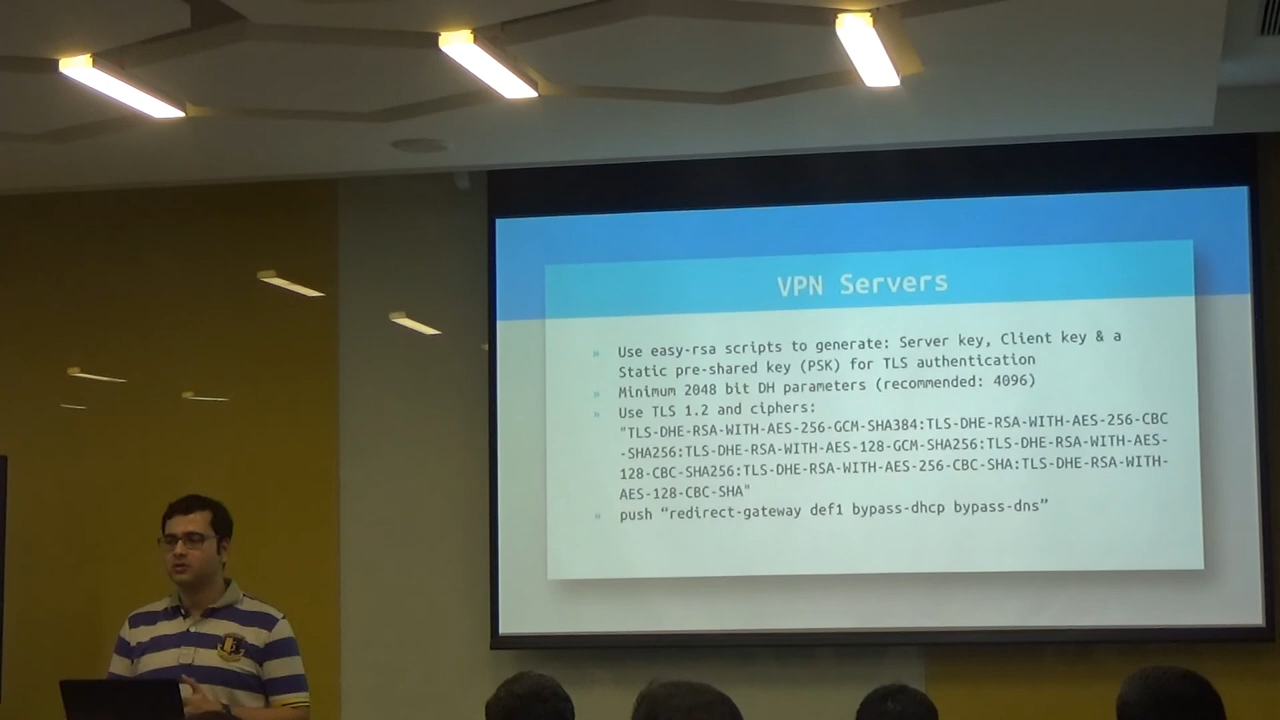 VPN Servers
» Use easy-rsa scripts to generate: Server key, Client key & a
Static pre-shared key (PSK) for TLS authentication
» Minimum 2048 bit DH parameters (recommended: 4096)
» Use TLS 1.2 and ciphers:
"TLS-DHE-RSA-WITH-AES-256-GCM-SHA384:TLS-DHE-RSA-WITH-AES-256-CBC
-SHA256:TLS-DHE-RSA-WITH-AES-128-GCM-SHA256:TLS-DHE-RSA-WITH-AES-
128-CBC-SHA256:TLS-DHE-RSA-WITH-AES-256-CBC-SHA:TLS-DHE-RSA-WITH-
AES-128-CBC-SHA"
» push “redirect-gateway def1 bypass-dhcp bypass-dns”